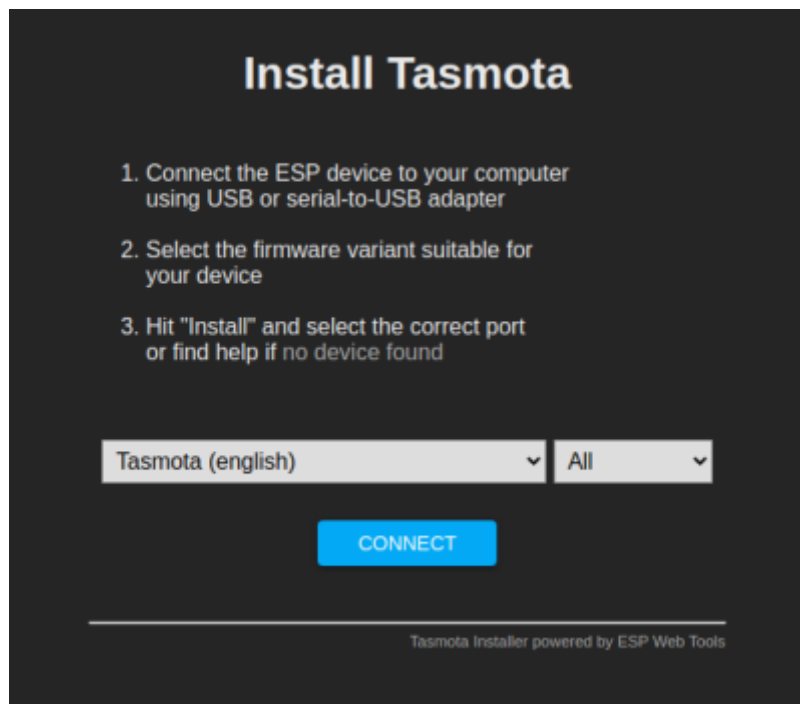 Install Tasmota
1. Connect the ESP device to your computer
using USB or serial-to-USB adapter
2. Select the firmware variant suitable for
your device
3. Hit "Install" and select the correct port
or find help if no device found
Tasmota (english) All
CONNECT
Tasmota Installer powered by ESP Web Tools